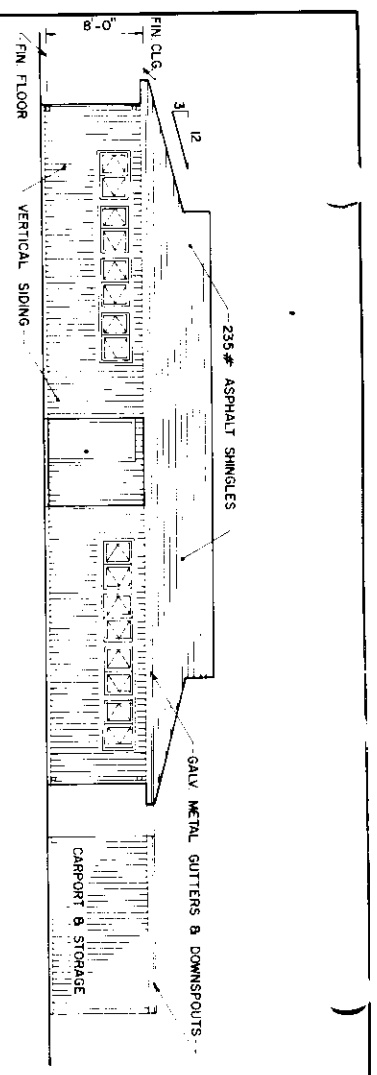 235# ASPHALT SHINGLES
12
3
GALV. METAL GUTTERS & DOWNSPOUTS
FIN. CLG.
8'-0"
FIN. FLOOR
VERTICAL SIDING
CARPORT & STORAGE